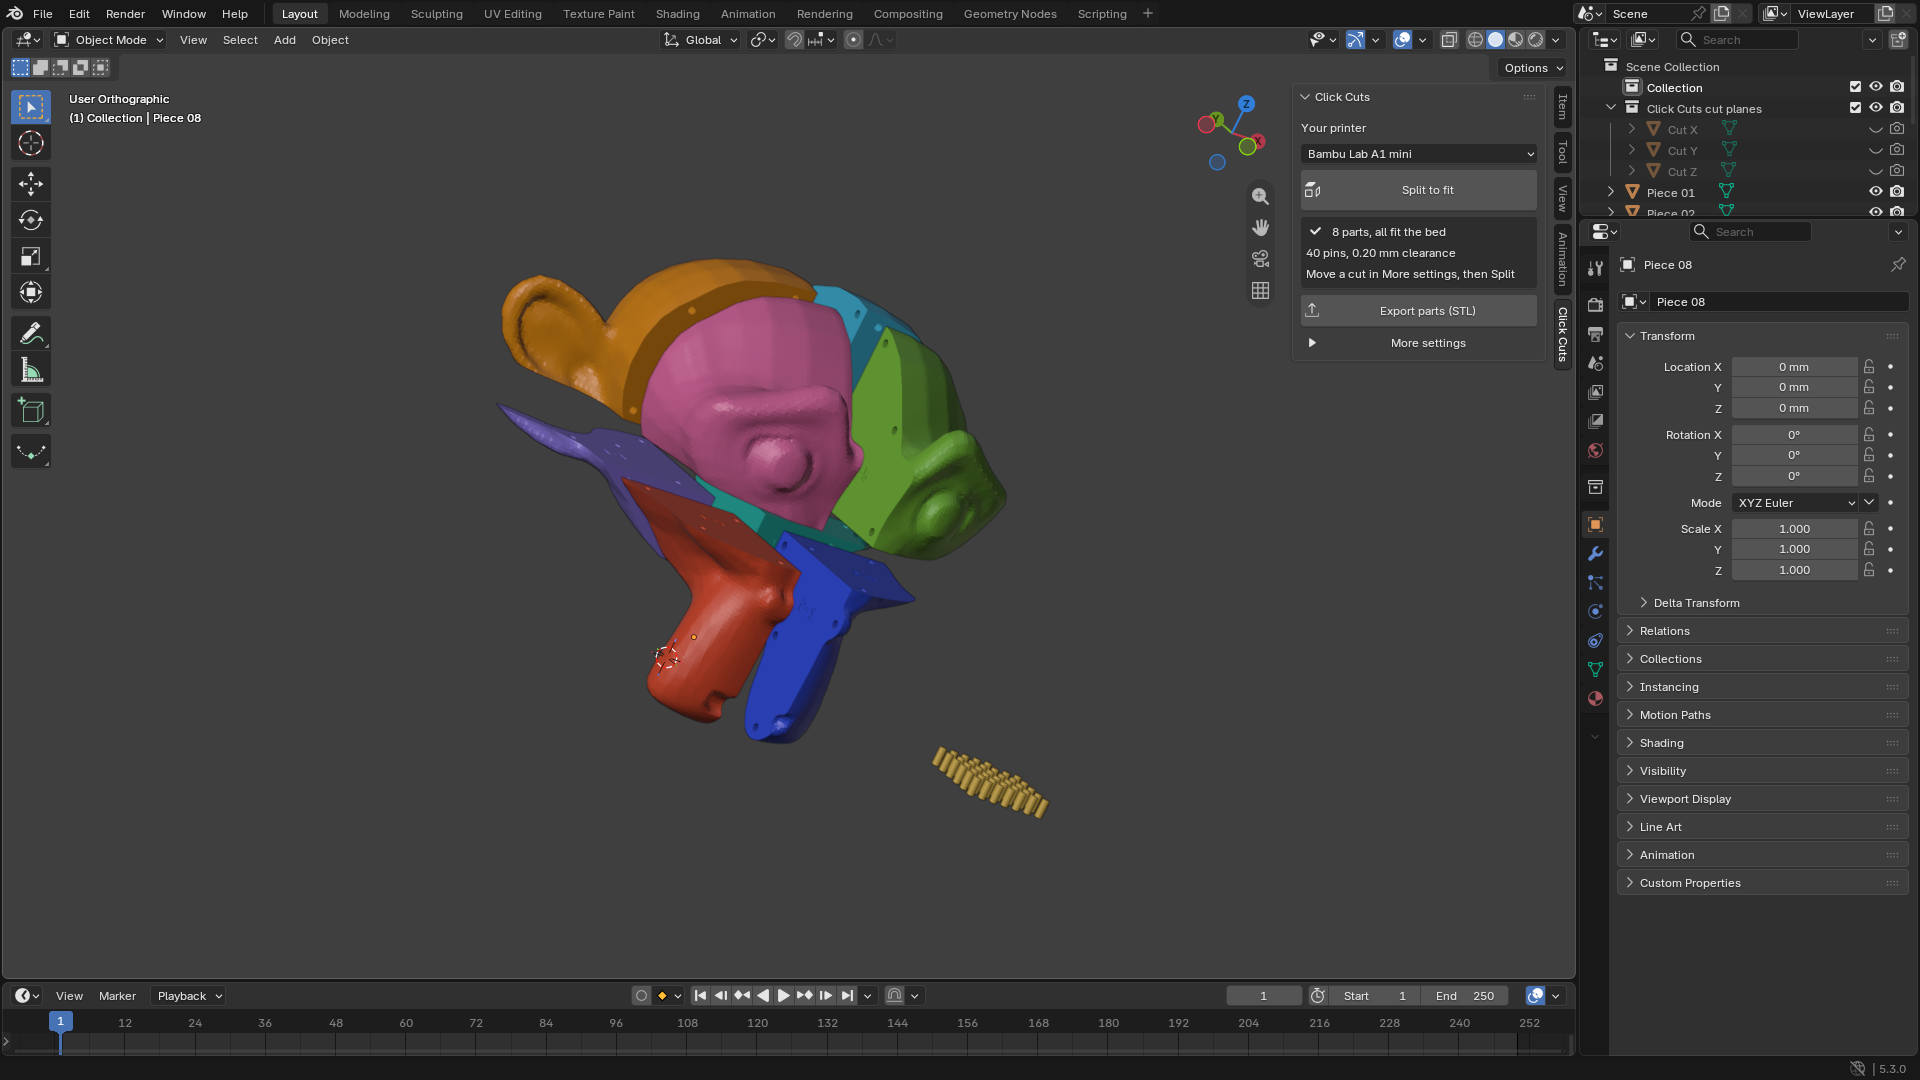 File Edit Render Window Help
Layout Modeling Sculpting UV Editing Texture Paint Shading Animation Rendering Compositing Geometry Nodes Scripting
Scene
ViewLayer
Object Mode View Select Add Object
Global
Options
User Orthographic
(1) Collection | Piece 08
Z
Y
X
Click Cuts
Your printer
Bambu Lab A1 mini
Split to fit
8 parts, all fit the bed
40 pins, 0.20 mm clearance
Move a cut in More settings, then Split
Export parts (STL)
More settings
Item
Tool
View
Animation
Click Cuts
Search
Scene Collection
Collection
Click Cuts cut planes
Cut X
Cut Y
Cut Z
Piece 01
Piece 02
Search
Piece 08
Piece 08
Transform
Location X 0 mm
Y 0 mm
Z 0 mm
Rotation X 0°
Y 0°
Z 0°
Mode XYZ Euler
Scale X 1.000
Y 1.000
Z 1.000
Delta Transform
Relations
Collections
Instancing
Motion Paths
Shading
Visibility
Viewport Display
Line Art
Animation
Custom Properties
View Marker Playback
1
Start 1
End 250
1 12 24 36 48 60 72 84 96 108 120 132 144 156 168 180 192 204 216 228 240 252
5.3.0